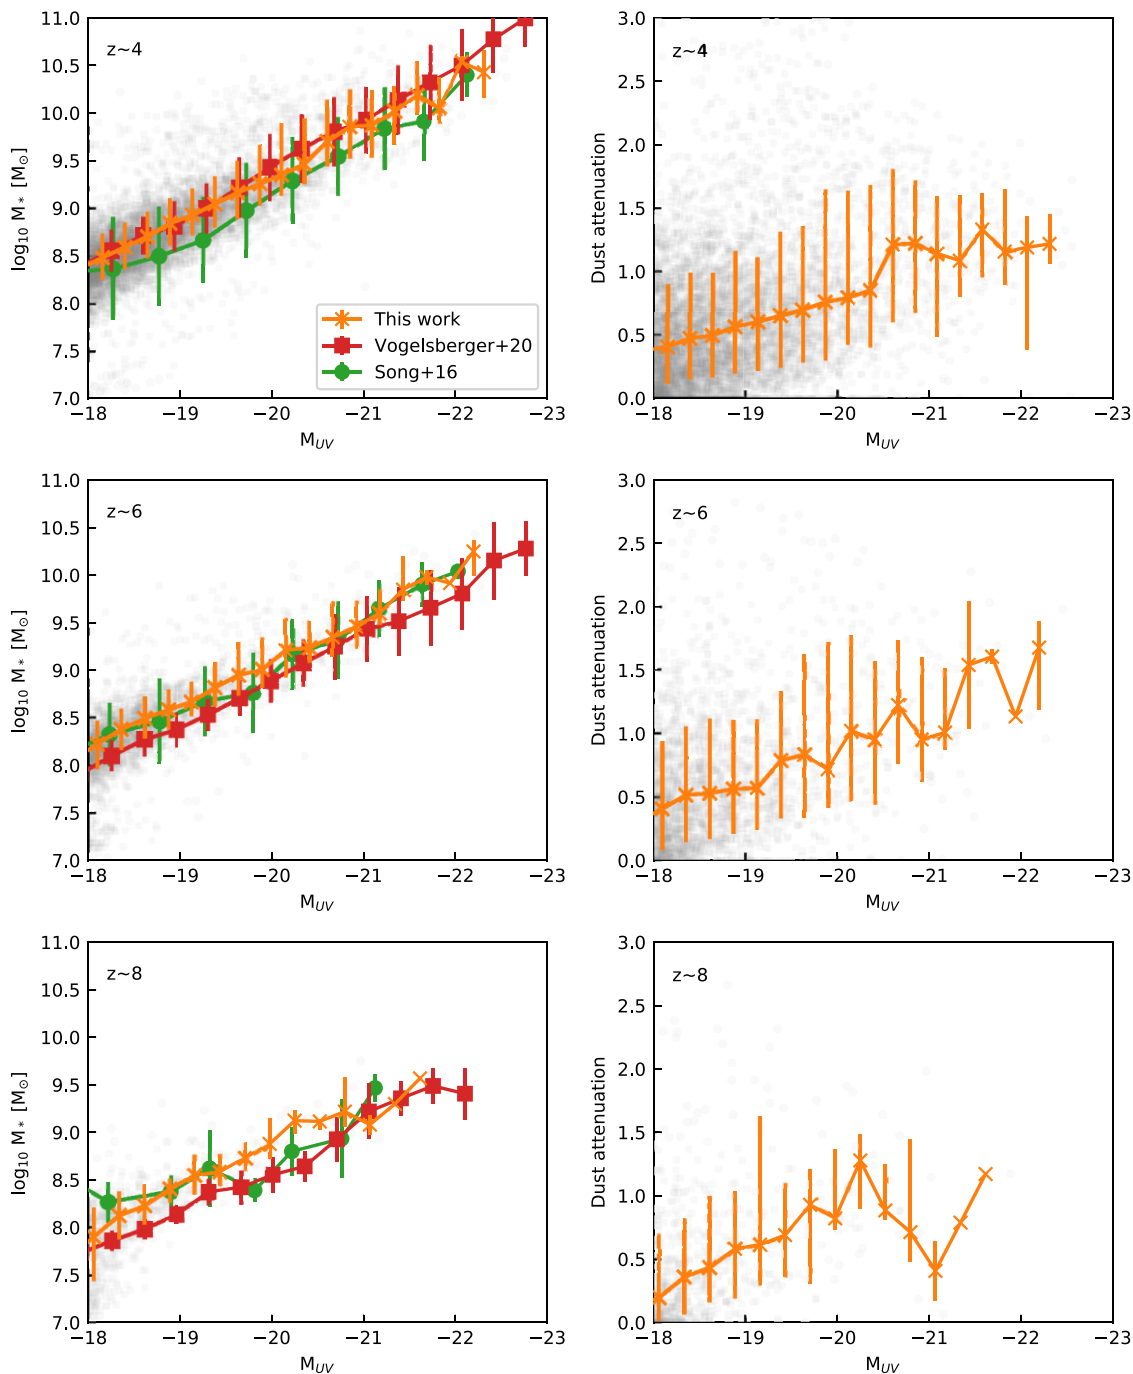 11.0
10.5
10.0
9.5
9.0
8.5
8.0
7.5
7.0
log₁₀ M∗ [M⊙]
z~4
This work
Vogelsberger+20
Song+16
−18 −19 −20 −21 −22 −23
M_UV
3.0
2.5
2.0
1.5
1.0
0.5
0.0
Dust attenuation
z~4
−18 −19 −20 −21 −22 −23
M_UV
11.0
10.5
10.0
9.5
9.0
8.5
8.0
7.5
7.0
log₁₀ M∗ [M⊙]
z~6
−18 −19 −20 −21 −22 −23
M_UV
3.0
2.5
2.0
1.5
1.0
0.5
0.0
Dust attenuation
z~6
−18 −19 −20 −21 −22 −23
M_UV
11.0
10.5
10.0
9.5
9.0
8.5
8.0
7.5
7.0
log₁₀ M∗ [M⊙]
z~8
−18 −19 −20 −21 −22 −23
M_UV
3.0
2.5
2.0
1.5
1.0
0.5
0.0
Dust attenuation
z~8
−18 −19 −20 −21 −22 −23
M_UV